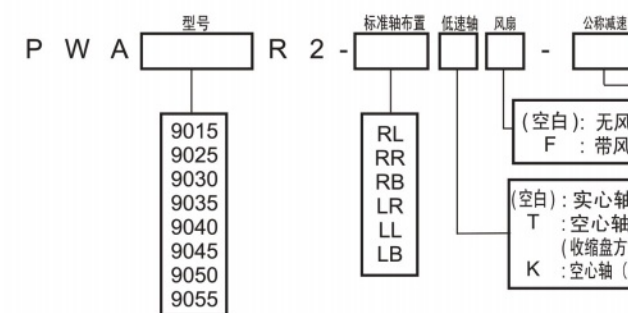 型号 标准轴布置 低速轴 风扇 公称减速
P W A R 2 - -
9015
9025
9030
9035
9040
9045
9050
9055
RL
RR
RB
LR
LL
LB
(空白): 无风
F : 带风
(空白): 实心轴
T : 空心轴
(收缩盘方
K : 空心轴 (